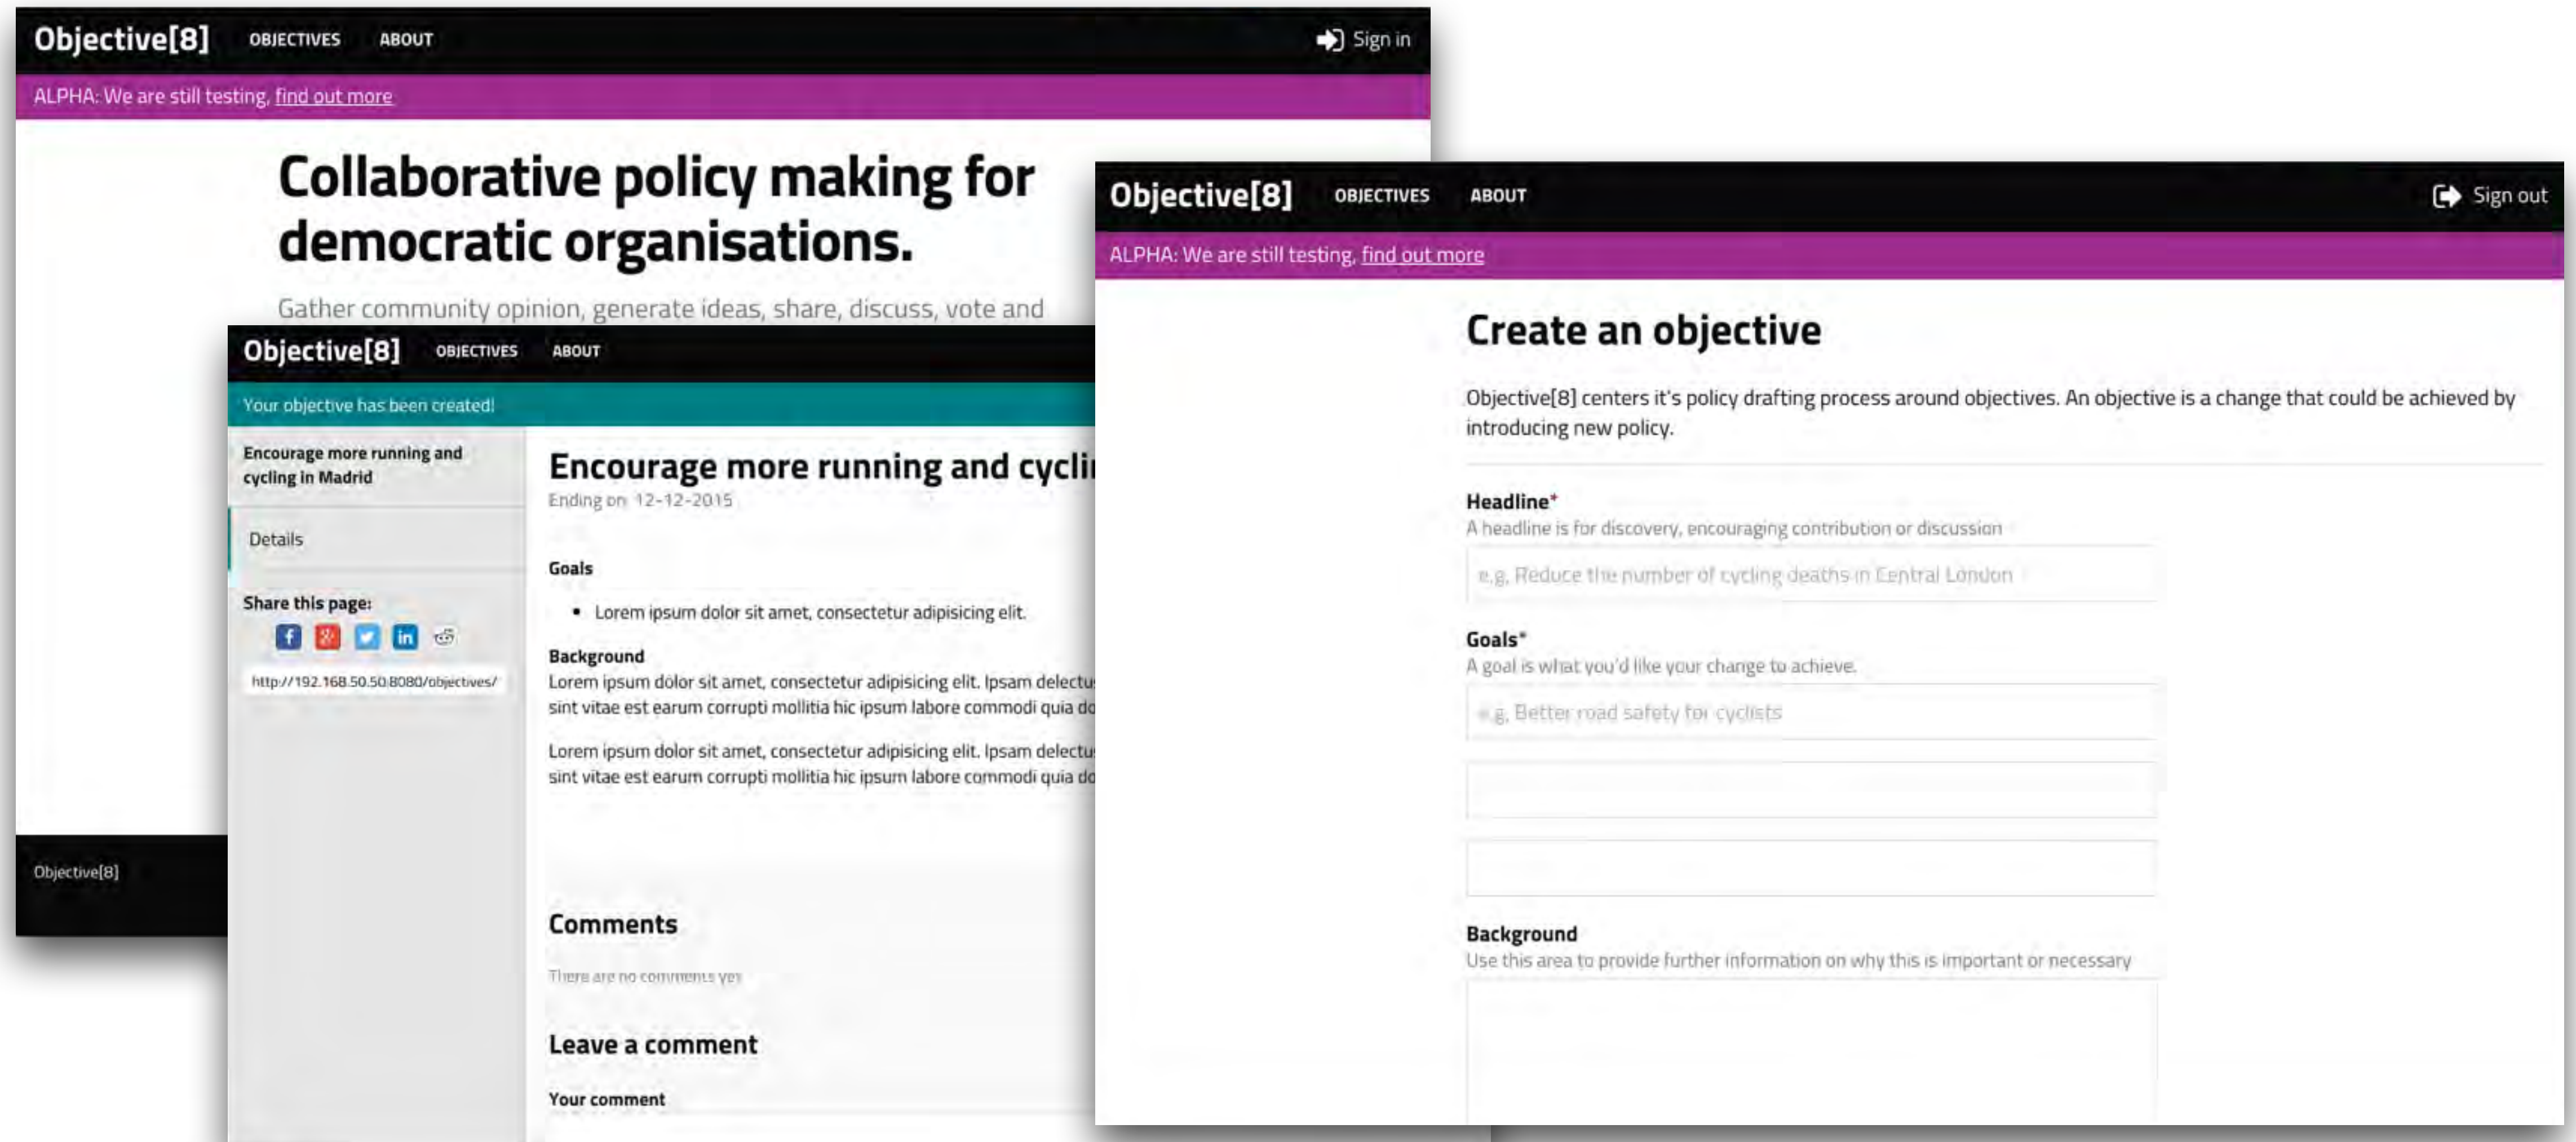 Objective[8] OBJECTIVES ABOUT Sign in
ALPHA: We are still testing, find out more
Collaborative policy making for
democratic organisations.
Gather community opinion, generate ideas, share, discuss, vote and
Objective[8]
Objective[8] OBJECTIVES ABOUT
Your objective has been created!
Encourage more running and
cycling in Madrid
Details
Share this page:
http://192.168.50.50:8080/objectives/
Encourage more running and
Ending on 12-12-2015
Goals
• Lorem ipsum dolor sit amet, consectetur adipisicing elit.
Background
Lorem ipsum dolor sit amet, consectetur adipisicing elit. Ipsam
sint vitae est earum corrupti mollitia hic ipsum labore commodi quia
Lorem ipsum dolor sit amet, consectetur adipisicing elit. Ipsam
sint vitae est earum corrupti mollitia hic ipsum labore commodi quia
Comments
There are no comments yet
Leave a comment
Your comment
Objective[8] OBJECTIVES ABOUT Sign out
ALPHA: We are still testing, find out more
Create an objective
Objective[8] centers it's policy drafting process around objectives. An objective is a change that could be achieved by
introducing new policy.
Headline*
A headline is for discovery, encouraging contribution or discussion
e.g, Reduce the number of cycling deaths in Central London
Goals*
A goal is what you'd like your change to achieve.
e.g, Better road safety for cyclists
Background
Use this area to provide further information on why this is important or necessary